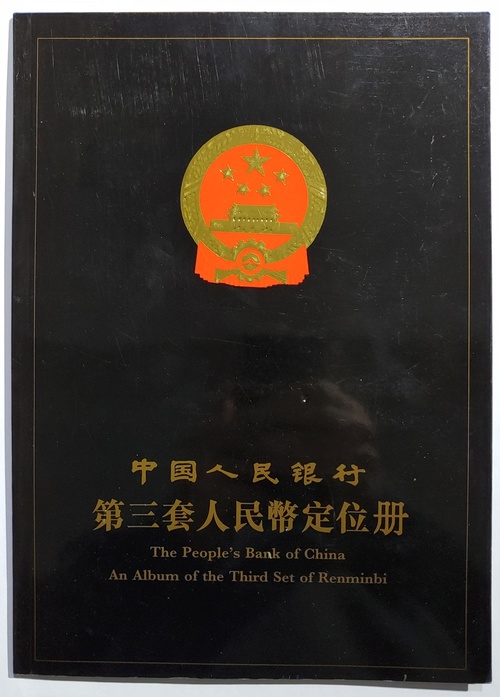 中国人民银行
第三套人民幣定位册
The People's Bank of China
An Album of the Third Set of Renminbi